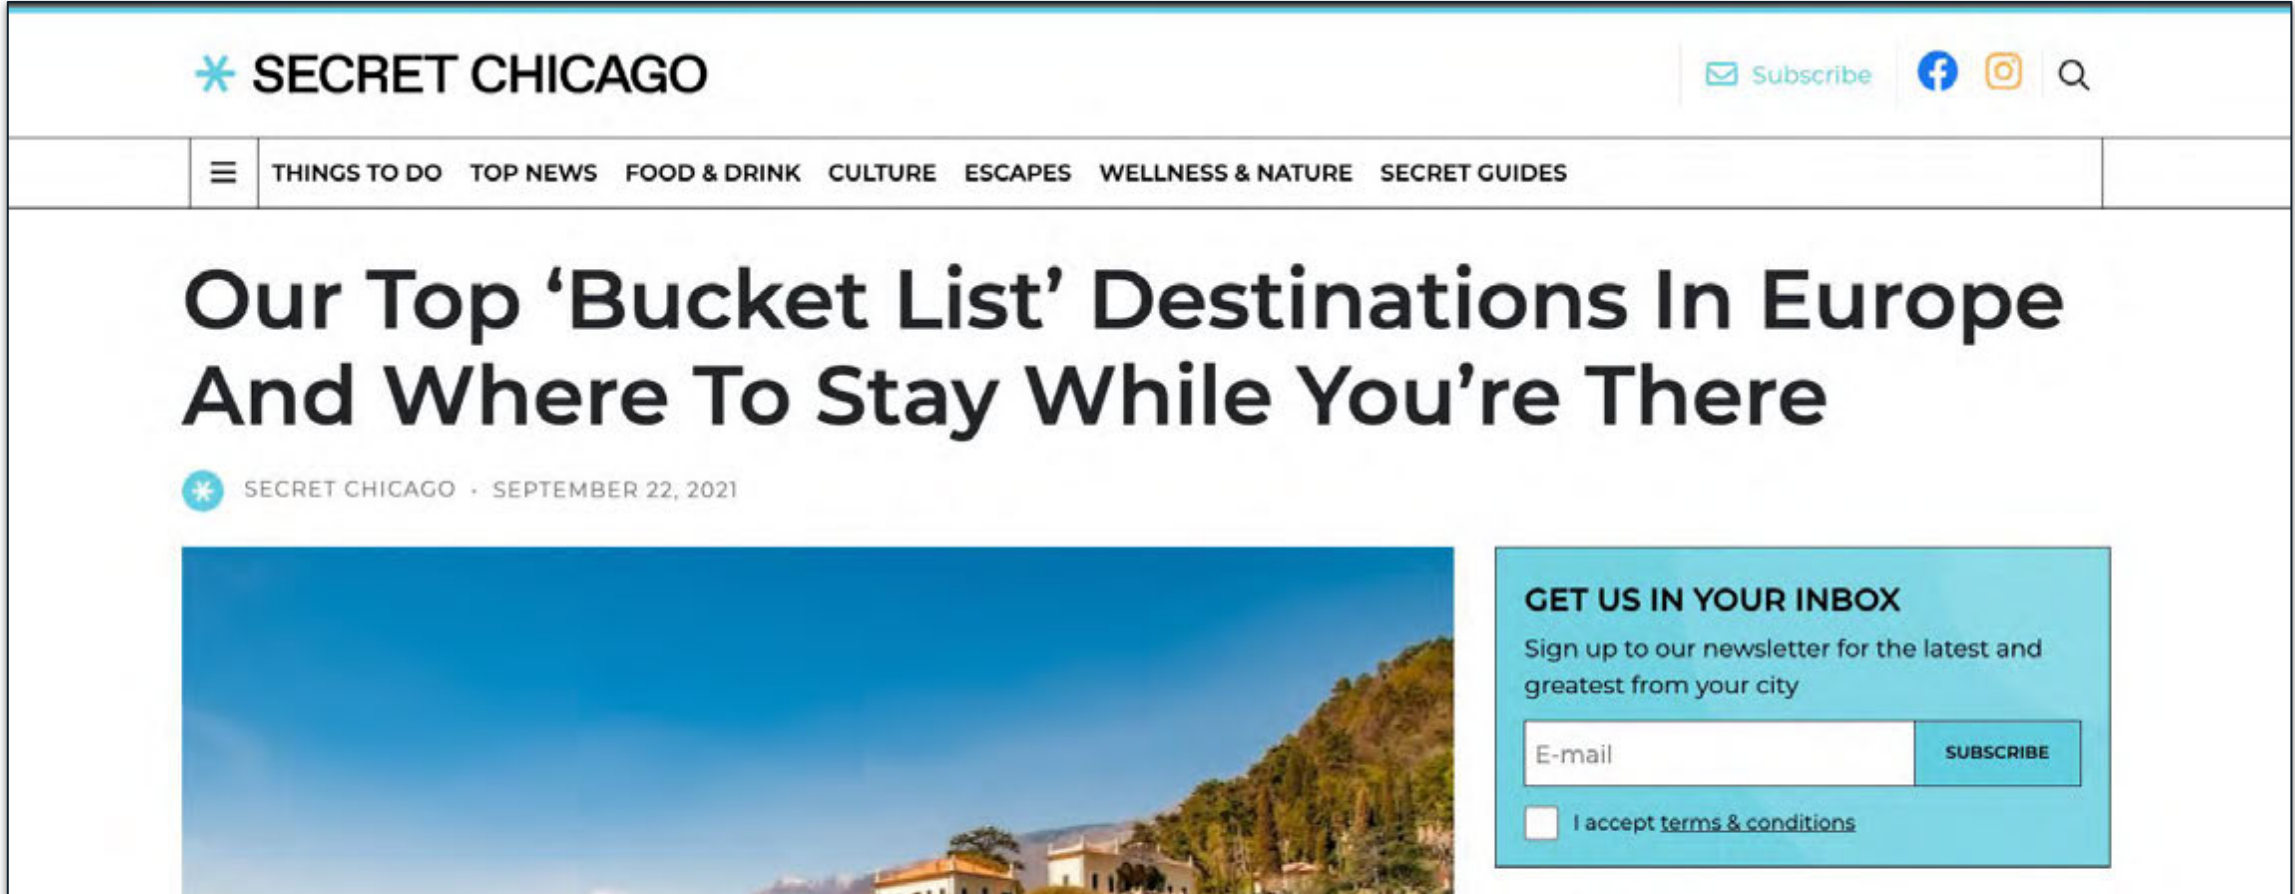 SECRET CHICAGO
Subscribe
THINGS TO DO TOP NEWS FOOD & DRINK CULTURE ESCAPES WELLNESS & NATURE SECRET GUIDES
Our Top ‘Bucket List’ Destinations In Europe
And Where To Stay While You’re There
SECRET CHICAGO · SEPTEMBER 22, 2021
GET US IN YOUR INBOX
Sign up to our newsletter for the latest and
greatest from your city
E-mail SUBSCRIBE
I accept terms & conditions